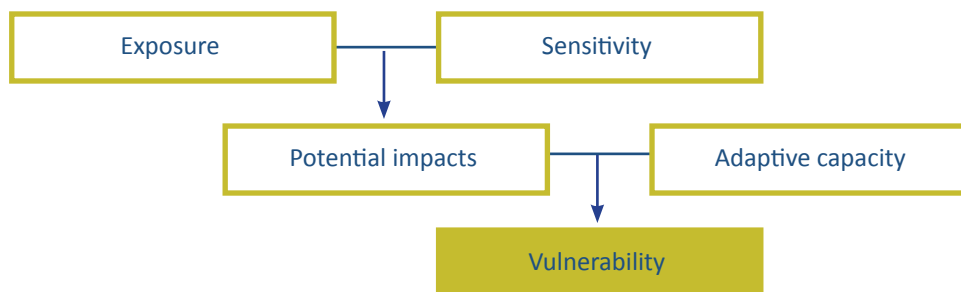 Exposure
Sensitivity
Potential impacts
Adaptive capacity
Vulnerability